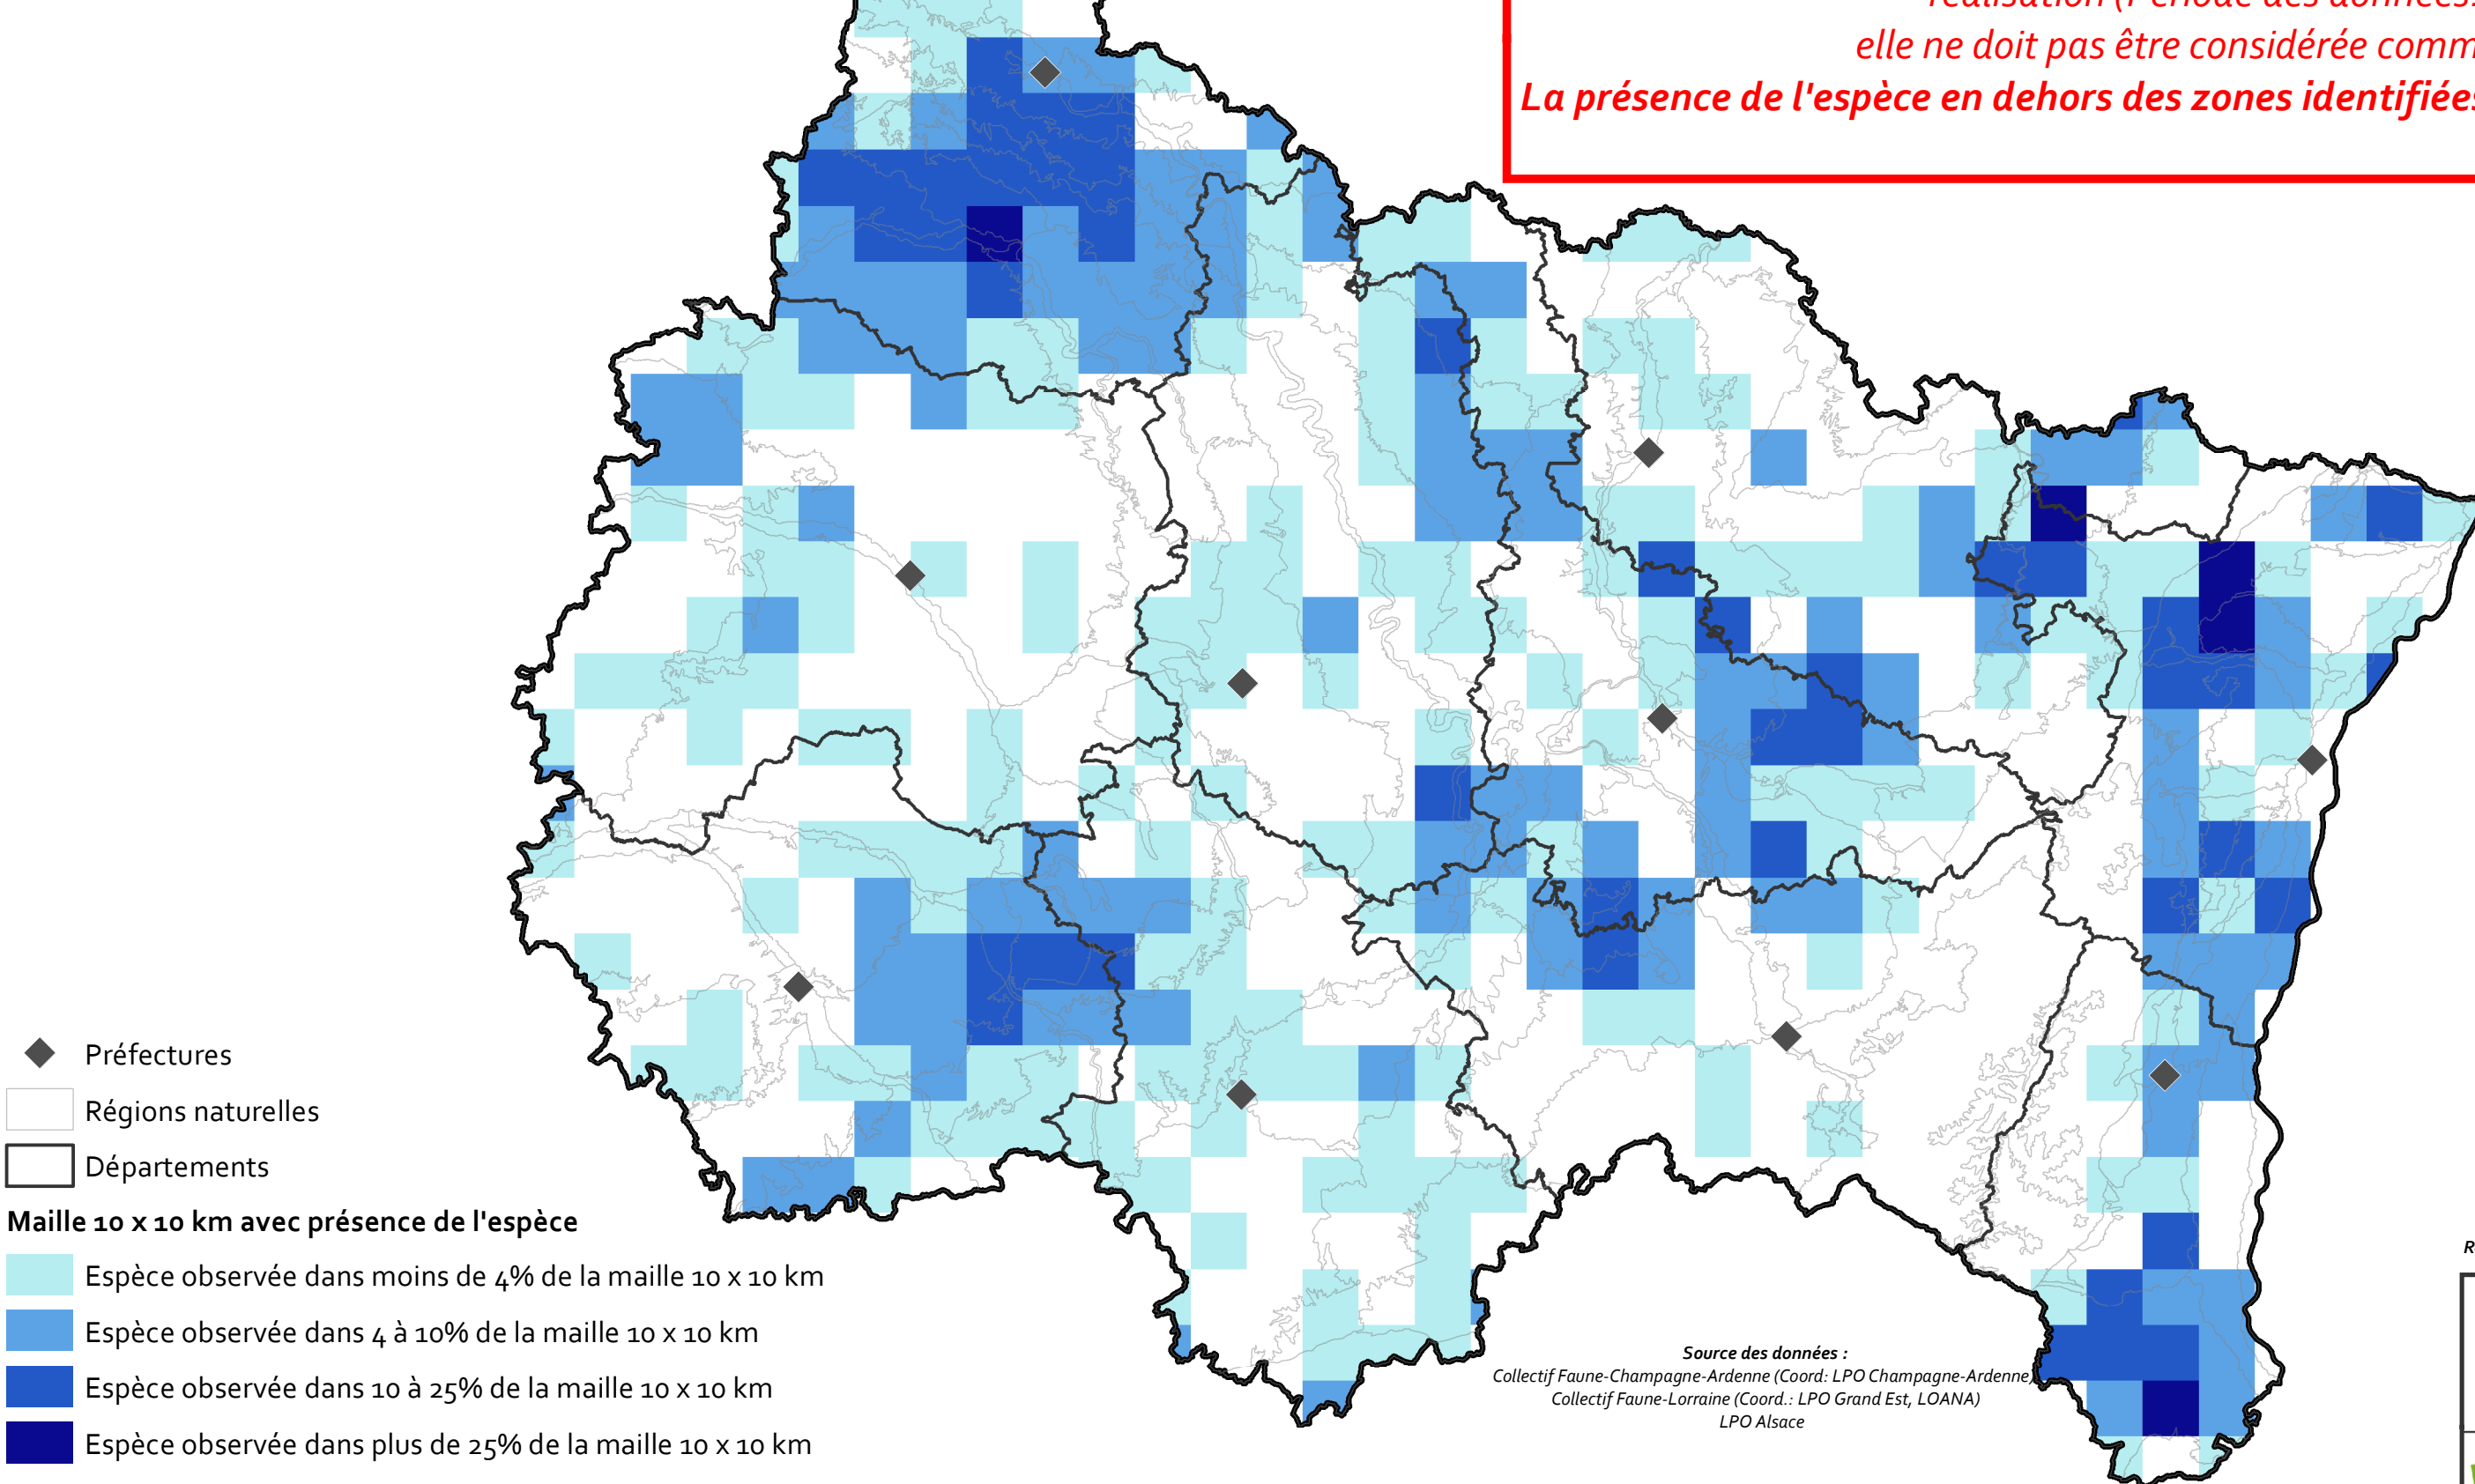 elle ne doit pas être considérée comm
La présence de l'espèce en dehors des zones identifiées
Préfectures
Régions naturelles
Départements
Maille 10 x 10 km avec présence de l'espèce
Espèce observée dans moins de 4% de la maille 10 x 10 km
Espèce observée dans 4 à 10% de la maille 10 x 10 km
Espèce observée dans 10 à 25% de la maille 10 x 10 km
Espèce observée dans plus de 25% de la maille 10 x 10 km
Source des données :
Collectif Faune-Champagne-Ardenne (Coord: LPO Champagne-Ardenne)
Collectif Faune-Lorraine (Coord.: LPO Grand Est, LOANA)
LPO Alsace